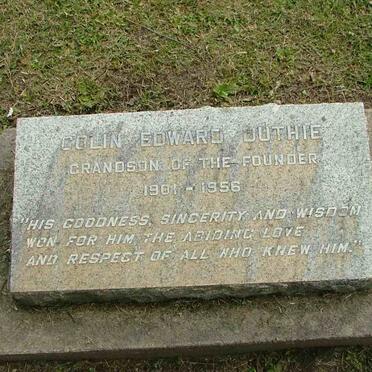 COLIN EDWARD DUTHIE
GRANDSON OF THE FOUNDER
1901 - 1956
"HIS GOODNESS, SINCERITY AND WISDOM
WON FOR HIM THE ABIDING LOVE
AND RESPECT OF ALL WHO KNEW HIM."